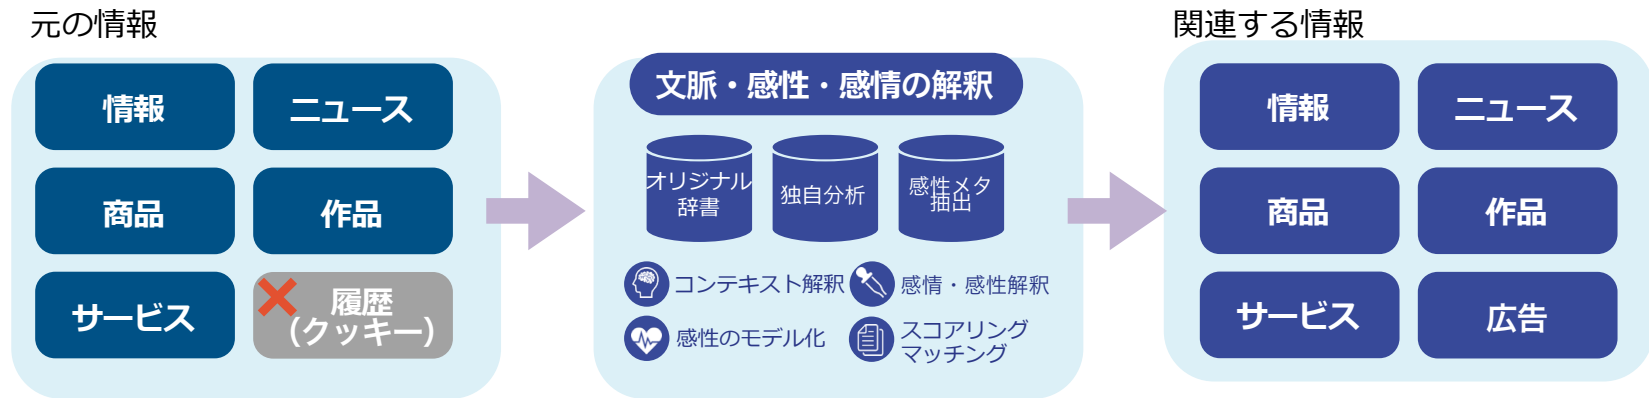 元の情報
情報
ニュース
商品
作品
サービス
履歴
(クッキー)
文脈・感性・感情の解釈
オリジナル
辞書
独自分析
感性メタ
抽出
コンテキスト解釈
感情・感性解釈
感性のモデル化
スコアリング
マッチング
関連する情報
情報
ニュース
商品
作品
サービス
広告